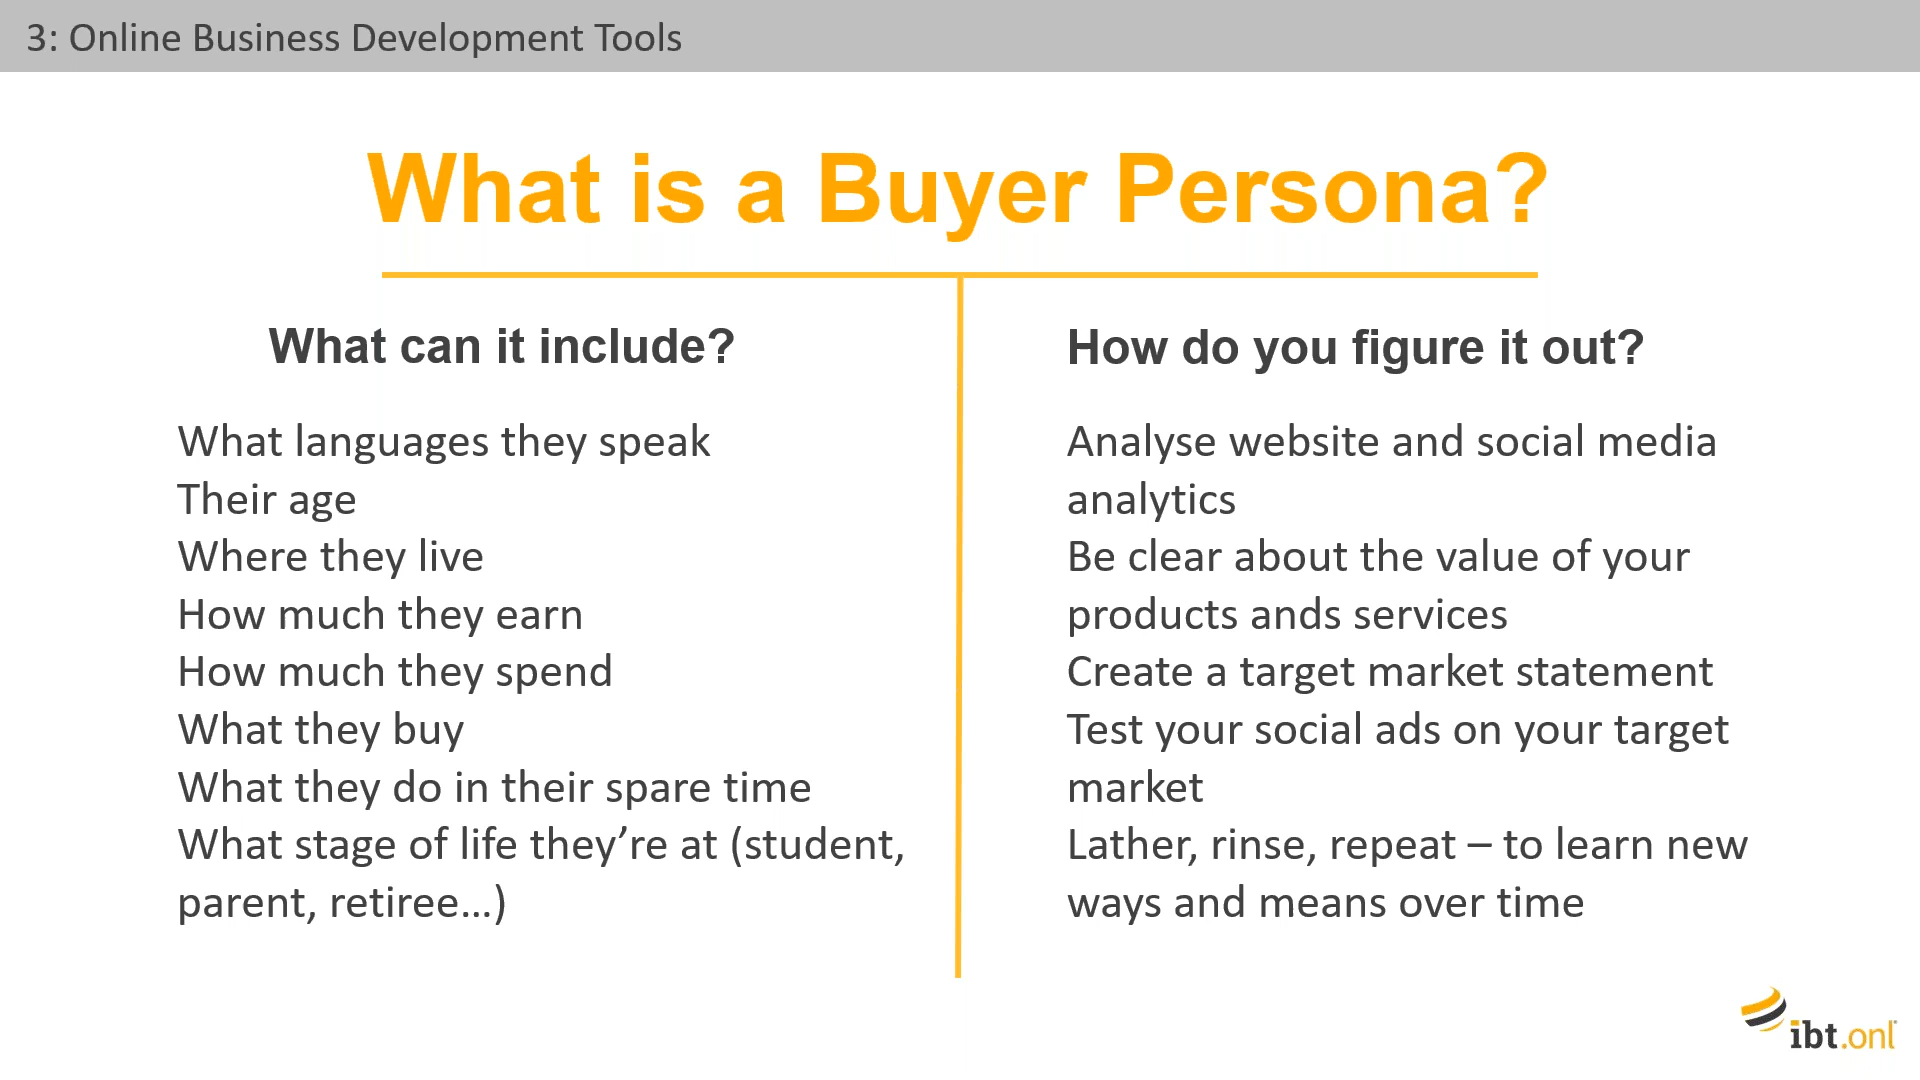 3: Online Business Development Tools
What is a Buyer Persona?
What can it include?
What languages they speak
Their age
Where they live
How much they earn
How much they spend
What they buy
What they do in their spare time
What stage of life they’re at (student,
parent, retiree...)
How do you figure it out?
Analyse website and social media
analytics
Be clear about the value of your
products ands services
Create a target market statement
Test your social ads on your target
market
Lather, rinse, repeat – to learn new
ways and means over time
ibt.onl